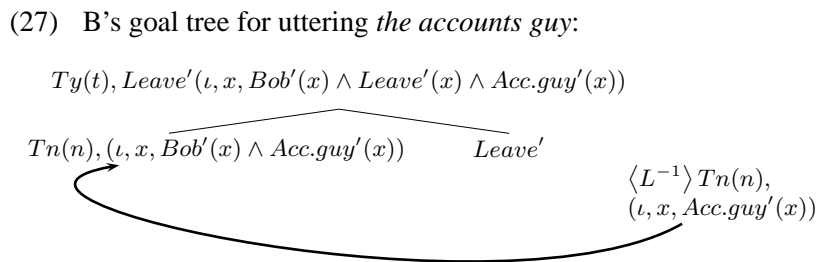 (27) B's goal tree for uttering the accounts guy:
Ty(t), Leave′(ι, x, Bob′(x) ∧ Leave′(x) ∧ Acc.guy′(x))
Tn(n), (ι, x, Bob′(x) ∧ Acc.guy′(x)) Leave′
⟨L⁻¹⟩ Tn(n),
(ι, x, Acc.guy′(x))